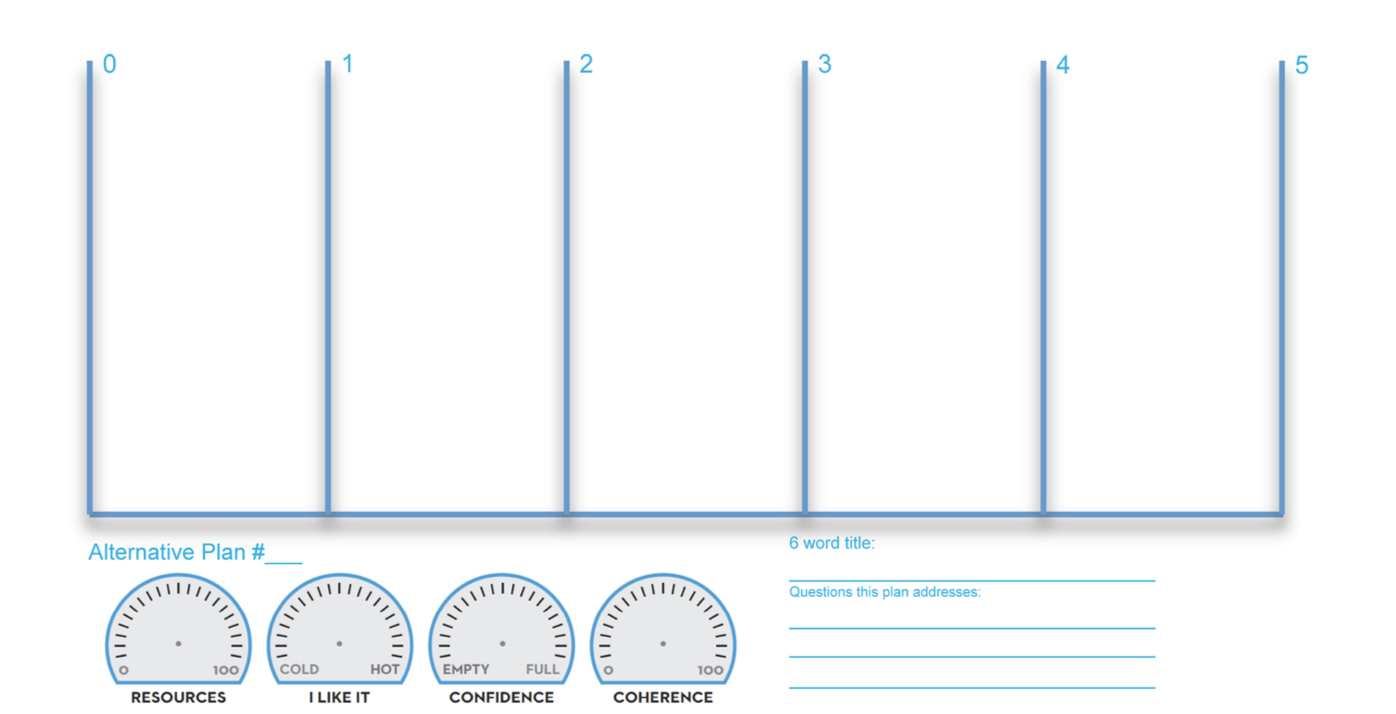 0 1 2 3 4 5
Alternative Plan #___
0 100
RESOURCES
COLD HOT
I LIKE IT
EMPTY FULL
CONFIDENCE
0 100
COHERENCE
6 word title:
Questions this plan addresses: